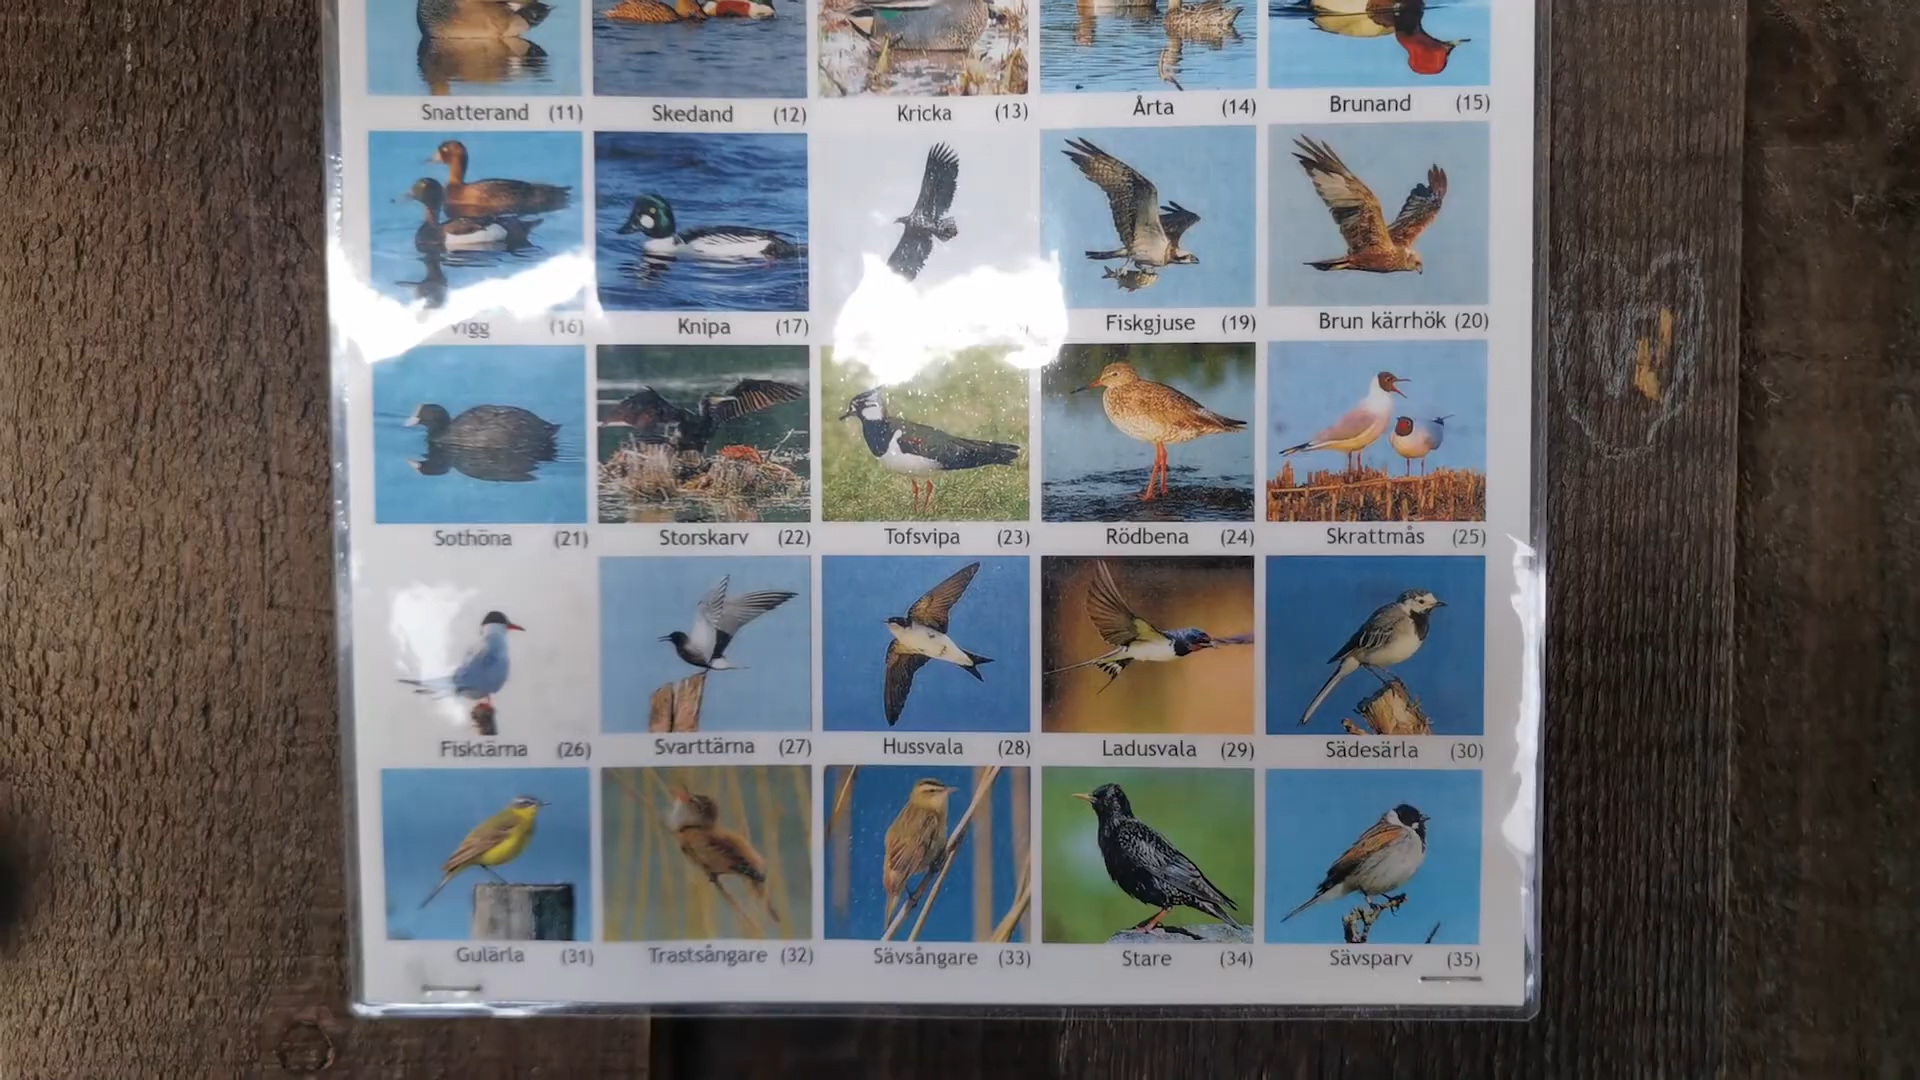 Snatterand (11) Skedand (12) Kricka (13) Årta (14) Brunand (15)
Vigg (16) Knipa (17) Fiskgjuse (19) Brun kärrhök (20)
Sothöna (21) Storskarv (22) Tofsvipa (23) Rödbena (24) Skrattmås (25)
Fisktärna (26) Svarttärna (27) Hussvala (28) Ladusvala (29) Sädesärla (30)
Gulärla (31) Trastsångare (32) Sävsångare (33) Stare (34) Sävsparv (35)